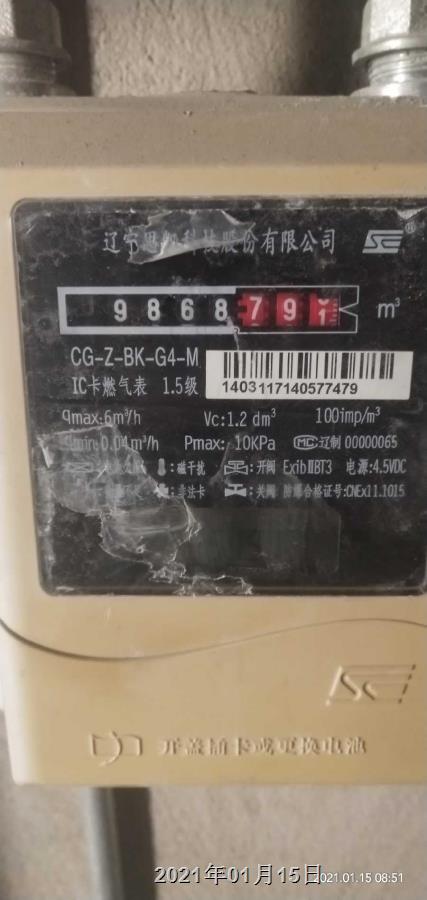 辽宁思凯科技股份有限公司 SE®
9868791 m³
CG-Z-BK-G4-M
IC卡燃气表 1.5级
1403117140577479
qmax:6m³/h Vc:1.2 dm³ 100imp/m³
qmin:0.04m³/h Pmax: 10KPa MC:辽制 00000065
:磁干扰 :开阀 ExibⅡBT3 电源:4.5VDC
:非法卡 :关阀 防爆合格证号:CNEx11.1015
SE
开盖插卡或更换电池
2021年01月15日
2021.01.15 08:51